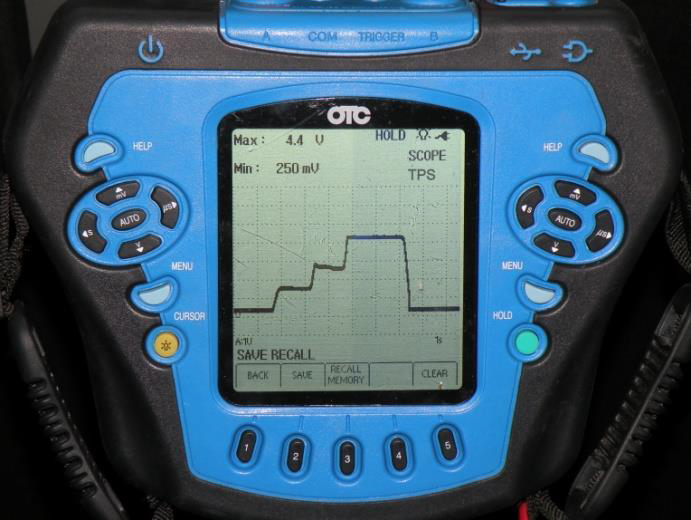 A COM TRIGGER B
OTC
HELP
HELP
Max : 4.4 V HOLD
Min : 250 mV SCOPE
TPS
mV
s AUTO µs
V
mV
s AUTO µs
V
MENU
MENU
CURSOR
HOLD
A:1V 1s
SAVE RECALL
BACK SAVE RECALL MEMORY CLEAR
1 2 3 4 5